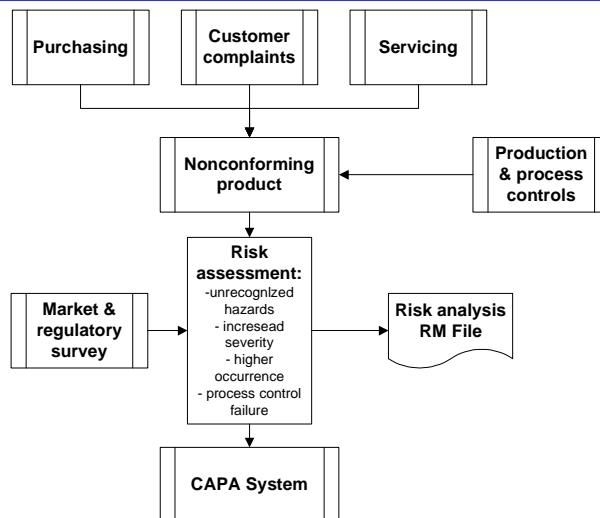 Purchasing
Customer
complaints
Servicing
Nonconforming
product
Production
& process
controls
Risk
assessment:
-unrecognIzed
hazards
- incresead
severity
- higher
occurrence
- process control
failure
Market &
regulatory
survey
Risk analysis
RM File
CAPA System